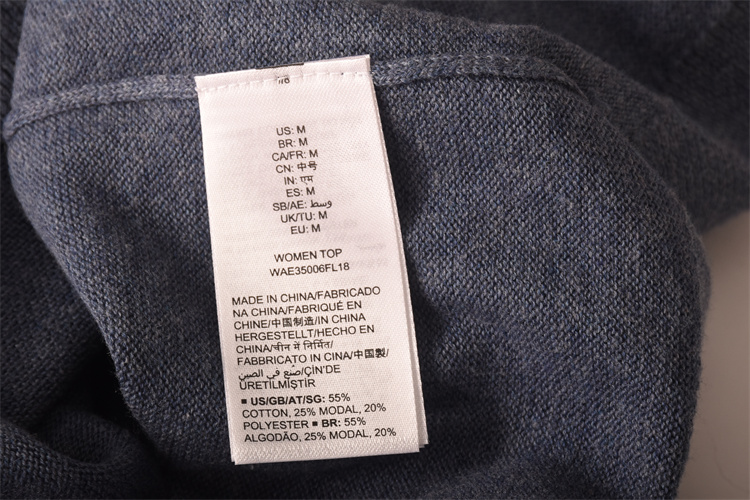 US: M
BR: M
CA/FR: M
CN: 中号
IN: एम
ES: M
SB/AE: وسط
UK/TU: M
EU: M
WOMEN TOP
WAE35006FL18
MADE IN CHINA/FABRICADO
NA CHINA/FABRIQUÉ EN
CHINE/中国制造/IN CHINA
HERGESTELLT/HECHO EN
CHINA/चीन में निर्मित/
FABBRICATO IN CINA/中国製/
صُنع في الصين/ÇİN'DE
ÜRETİLMİŞTİR
■ US/GB/AT/SG: 55%
COTTON, 25% MODAL, 20%
POLYESTER ■ BR: 55%
ALGODÃO, 25% MODAL, 20%